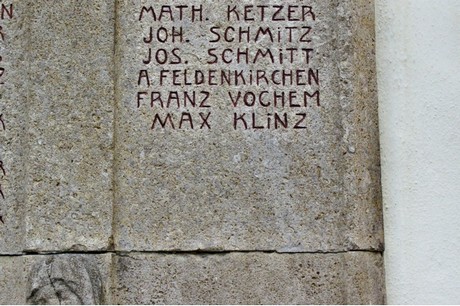 MATH. KETZER
JOH. SCHMITZ
JOS. SCHMITT
A. FELDENKIRCHEN
FRANZ VOCHEM
MAX KLINZ